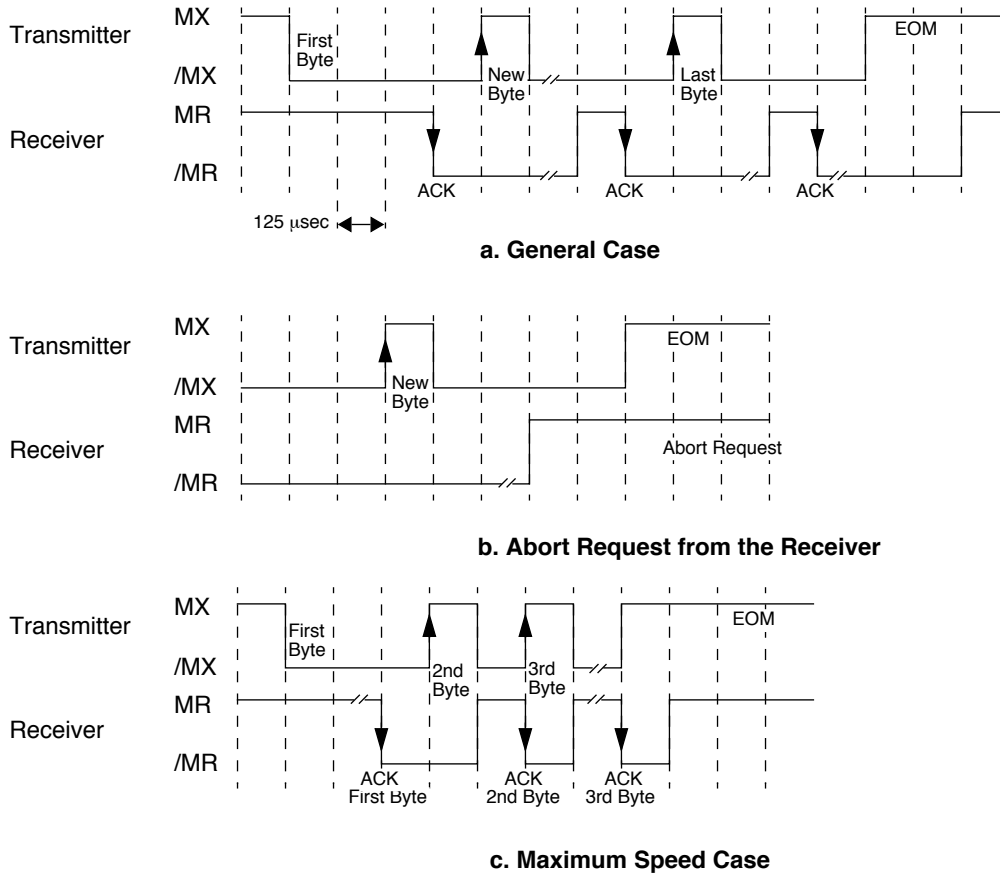 MX
Transmitter
First
Byte
EOM
/MX
New
Byte
Last
Byte
MR
Receiver
/MR
ACK
ACK
ACK
125 μsec
a. General Case
MX
Transmitter
EOM
/MX
New
Byte
MR
Receiver
Abort Request
/MR
b. Abort Request from the Receiver
MX
Transmitter
First
Byte
EOM
/MX
2nd
Byte
3rd
Byte
MR
Receiver
/MR
ACK
First Byte
ACK
2nd Byte
ACK
3rd Byte
c. Maximum Speed Case